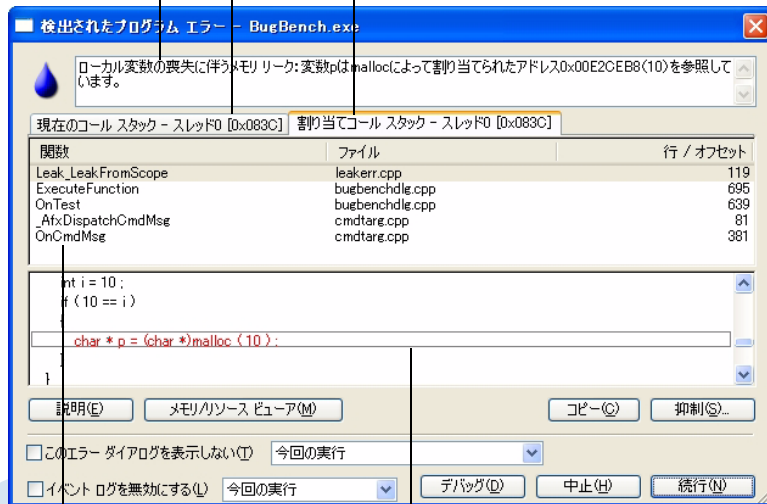 検出されたプログラム エラー - BugBench.exe
ローカル変数の喪失に伴うメモリ リーク: 変数pはmallocによって割り当てられたアドレス0x00E2CEB8(10)を参照して
います。
現在のコール スタック - スレッド0 [0x083C] 割り当てコール スタック - スレッド0 [0x083C]
関数 ファイル 行 / オフセット
Leak_LeakFromScope leakerr.cpp 119
ExecuteFunction bugbenchdlg.cpp 695
OnTest bugbenchdlg.cpp 639
_AfxDispatchCmdMsg cmdtarg.cpp 81
OnCmdMsg cmdtarg.cpp 381
int i = 10 ;
if ( 10 == i )
{
char * p = (char *)malloc ( 10 ) ;
}
}
説明(E) メモリ/リソース ビューア(M) コピー(C) 抑制(S)...
このエラー ダイアログを表示しない(T) 今回の実行
イベント ログを無効にする(L) 今回の実行 デバッグ(D) 中止(H) 続行(N)